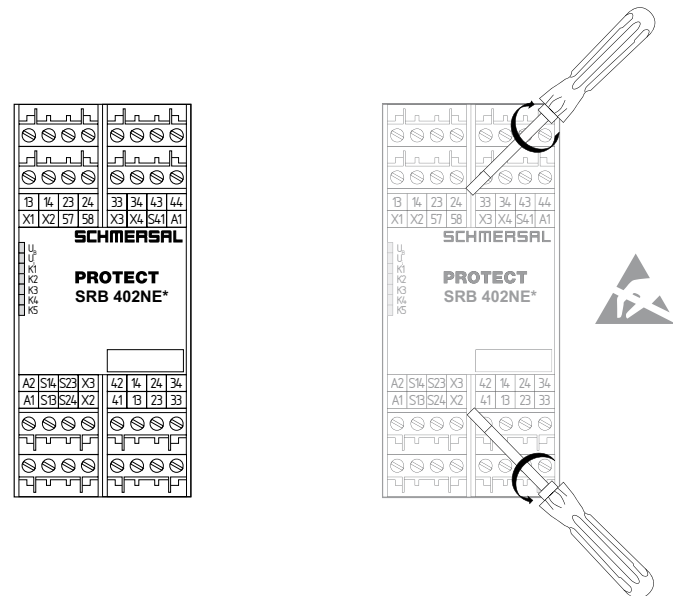 13 14 23 24 33 34 43 44
X1 X2 57 58 X3 X4 S41 A1
SCHMERSAL
UB
Ui
K1
K2
K3
K4
K5
PROTECT
SRB 402NE*
A2 S14 S23 X3 42 14 24 34
A1 S13 S24 X2 41 13 23 33
13 14 23 24 33 34 43 44
X1 X2 57 58 X3 X4 S41 A1
SCHMERSAL
UB
Ui
K1
K2
K3
K4
K5
PROTECT
SRB 402NE*
A2 S14 S23 X3 42 14 24 34
A1 S13 S24 X2 41 13 23 33